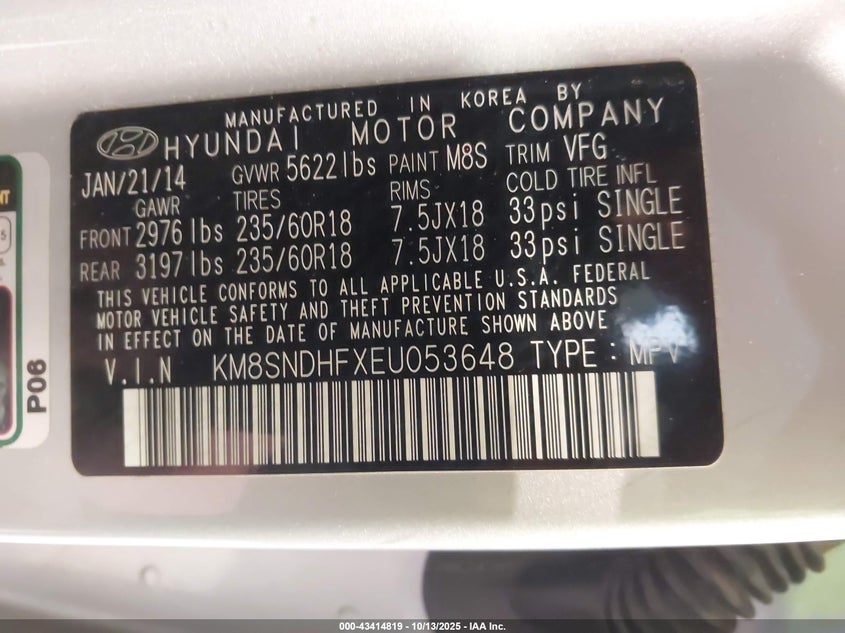 MANUFACTURED IN KOREA BY
HYUNDAI MOTOR COMPANY
JAN/21/14 GVWR 5622lbs PAINT M8S TRIM VFG
GAWR TIRES RIMS COLD TIRE INFL
FRONT 2976 lbs 235/60R18 7.5JX18 33psi SINGLE
REAR 3197lbs 235/60R18 7.5JX18 33psi SINGLE
THIS VEHICLE CONFORMS TO ALL APPLICABLE U.S.A. FEDERAL
MOTOR VEHICLE SAFETY AND THEFT PREVENTION STANDARDS
IN EFFECT ON THE DATE OF MANUFACTURE SHOWN ABOVE
V.I.N KM8SNDHFXEU053648 TYPE : MPV
P06
000-43414819 | 10/13/2025 - IAA Inc.